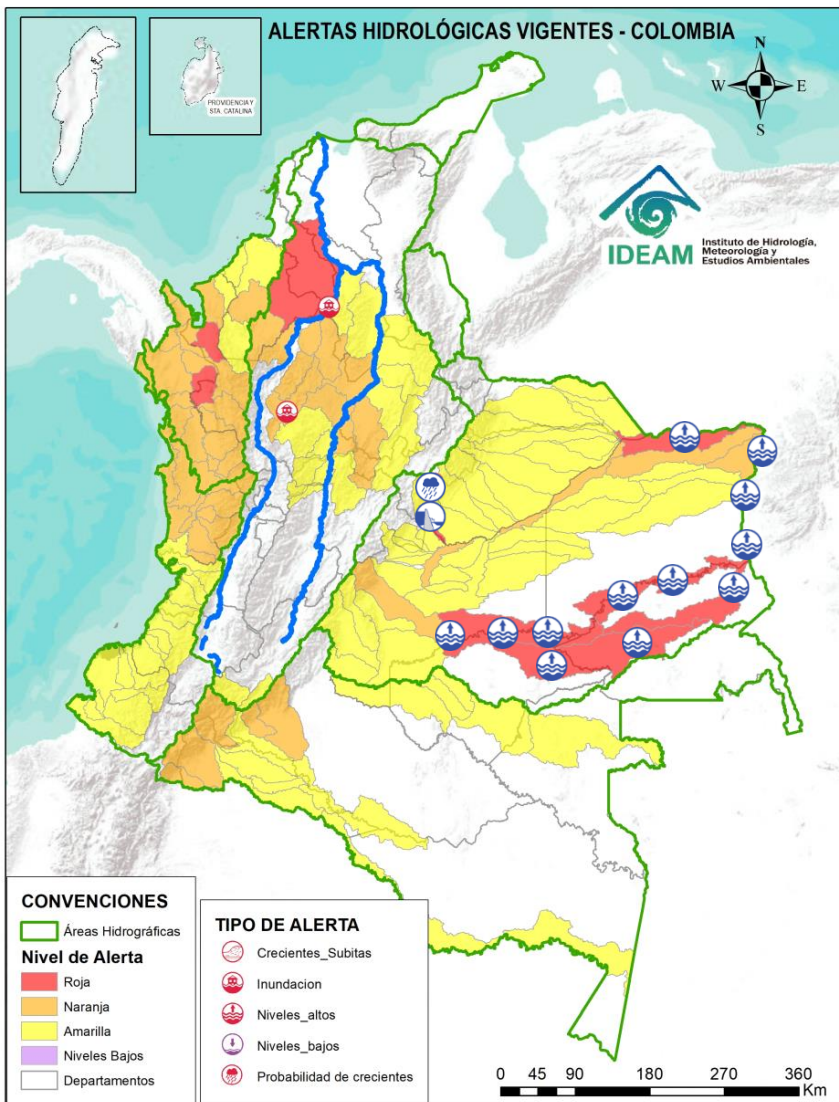 ALERTAS HIDROLÓGICAS VIGENTES - COLOMBIA
PROVIDENCIA Y
STA. CATALINA
N
W
E
S
IDEAM
Instituto de Hidrología,
Meteorología y
Estudios Ambientales
CONVENCIONES
Áreas Hidrográficas
Nivel de Alerta
Roja
Naranja
Amarilla
Niveles Bajos
Departamentos
TIPO DE ALERTA
Crecientes_Subitas
Inundacion
Niveles_altos
Niveles_bajos
Probabilidad de crecientes
0 45 90 180 270 360
Km